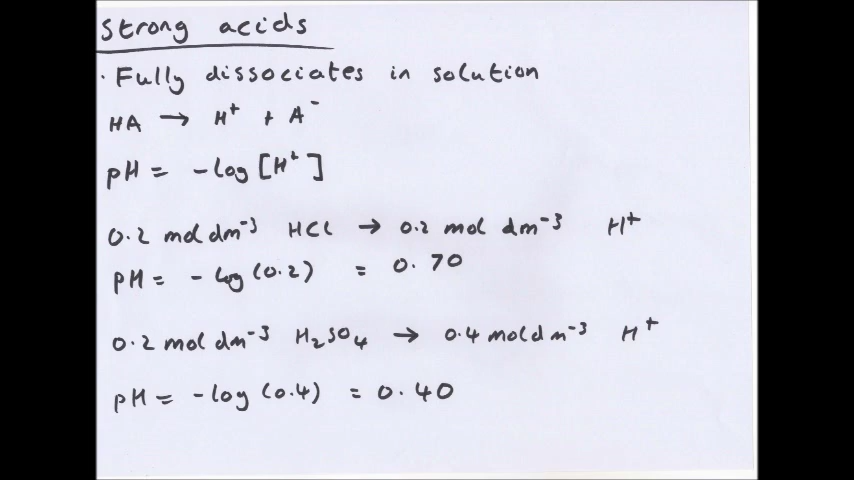 Strong acids
· Fully dissociates in solution
HA → H⁺ + A⁻
pH = -log [H⁺]
0.2 mol dm⁻³ HCl → 0.2 mol dm⁻³ H⁺
pH = -log (0.2) = 0.70
0.2 mol dm⁻³ H₂SO₄ → 0.4 mol dm⁻³ H⁺
pH = -log (0.4) = 0.40